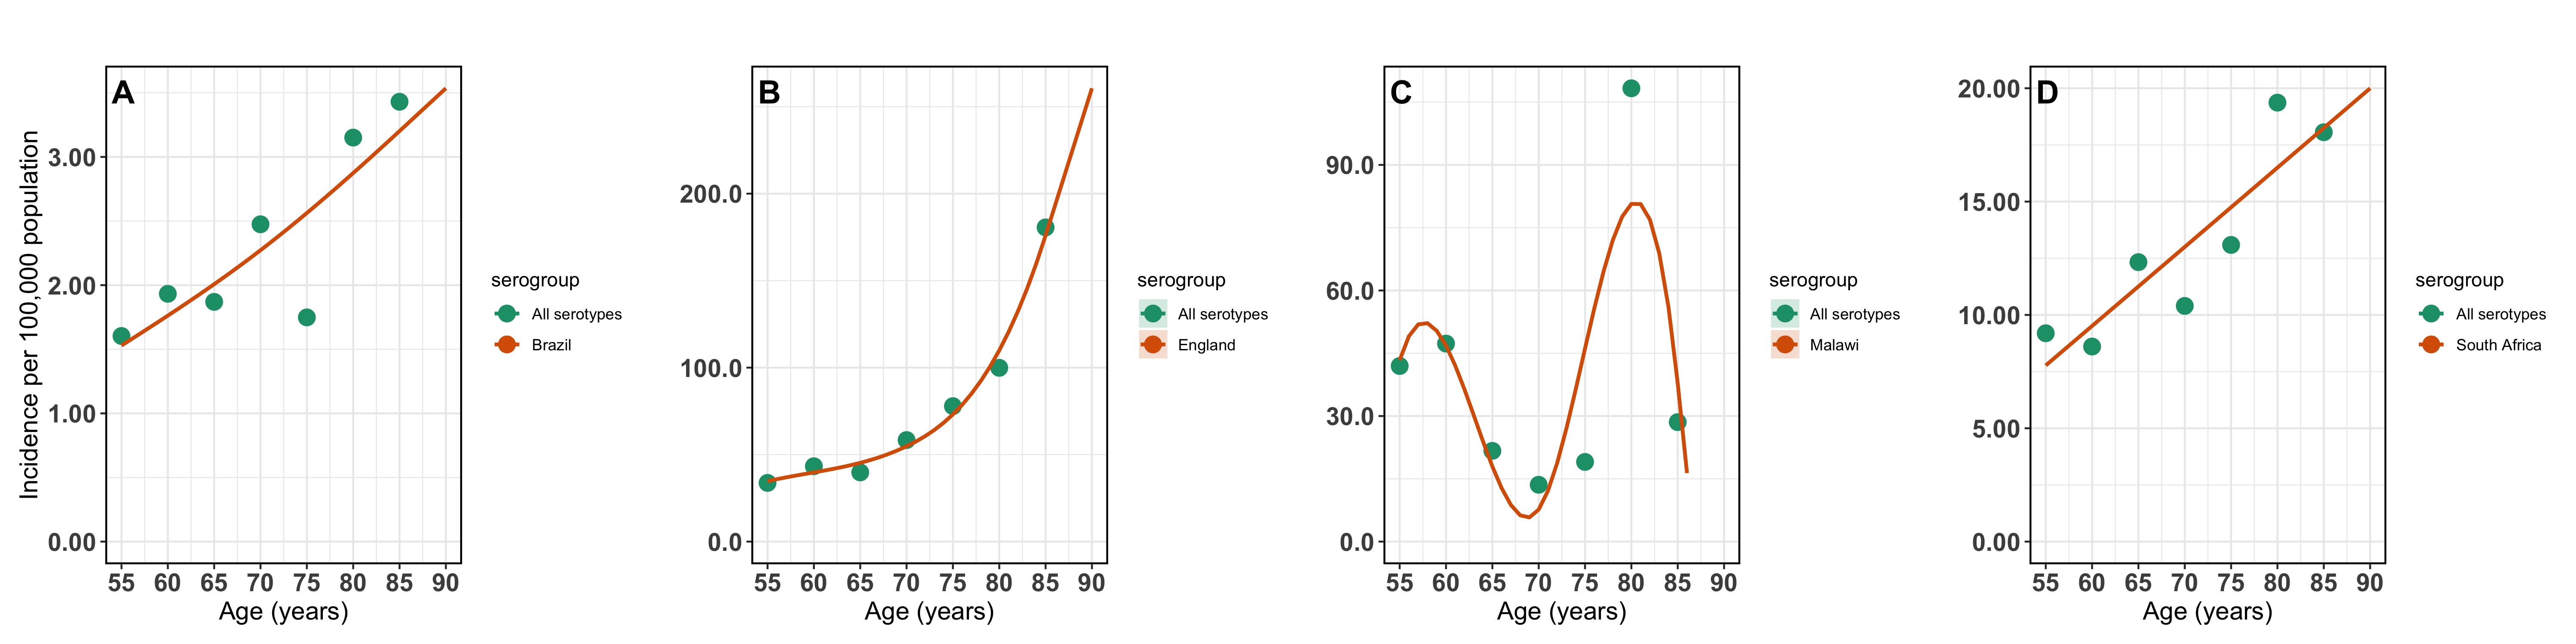 A
B
C
D
Incidence per 100,000 population
3.00
2.00
1.00
0.00
55 60 65 70 75 80 85 90
Age (years)
serogroup
All serotypes
Brazil
200.0
100.0
0.0
55 60 65 70 75 80 85 90
Age (years)
serogroup
All serotypes
England
90.0
60.0
30.0
0.0
55 60 65 70 75 80 85 90
Age (years)
serogroup
All serotypes
Malawi
20.00
15.00
10.00
5.00
0.00
55 60 65 70 75 80 85 90
Age (years)
serogroup
All serotypes
South Africa